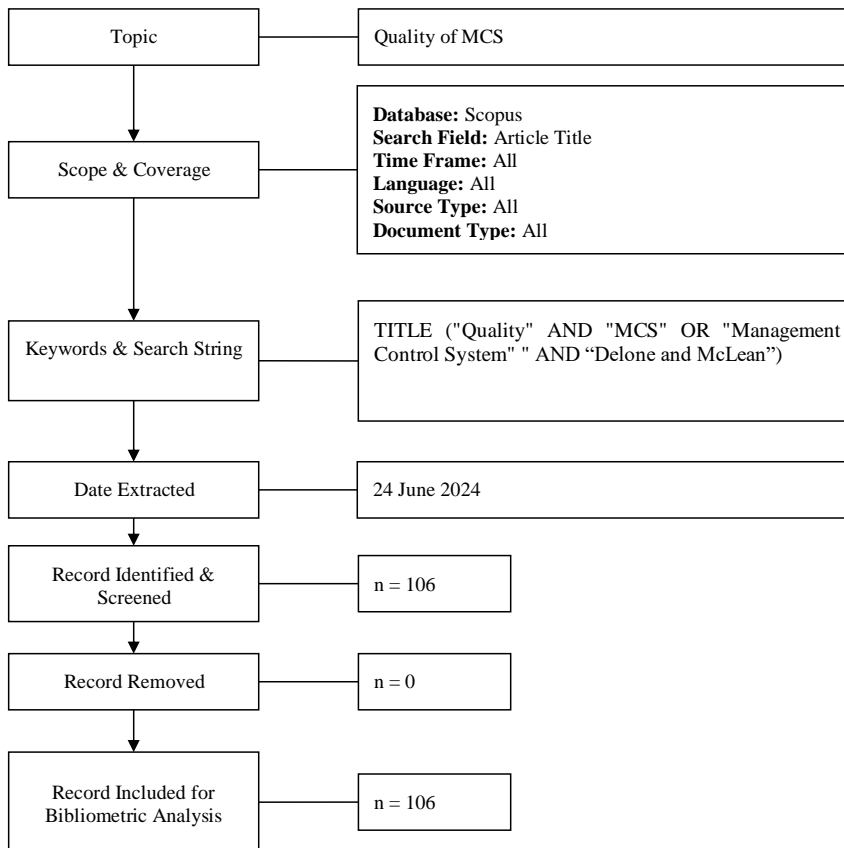 Topic
Quality of MCS
Scope & Coverage
Database: Scopus
Search Field: Article Title
Time Frame: All
Language: All
Source Type: All
Document Type: All
Keywords & Search String
TITLE ("Quality" AND "MCS" OR "Management
Control System" " AND “Delone and McLean”)
Date Extracted
24 June 2024
Record Identified &
Screened
n = 106
Record Removed
n = 0
Record Included for
Bibliometric Analysis
n = 106